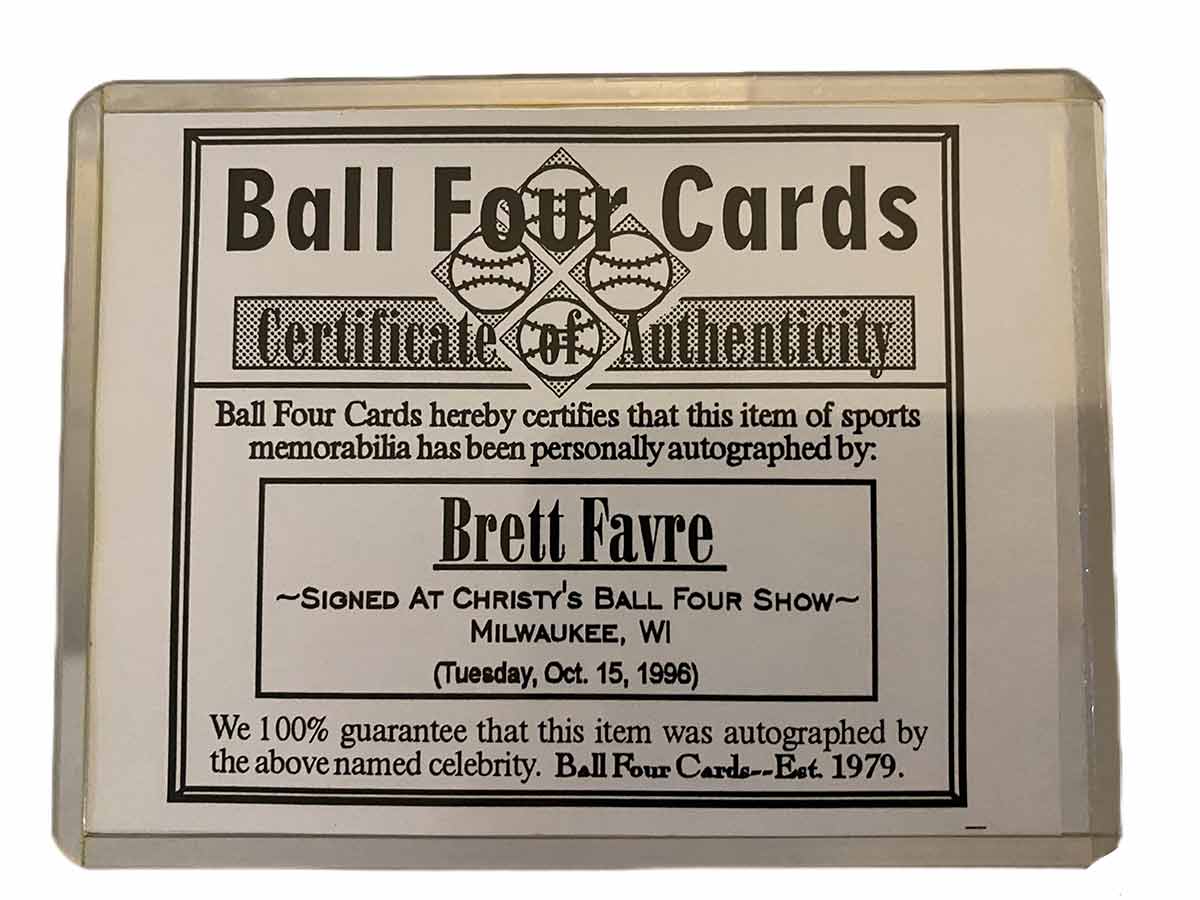 Ball Four Cards
Certificate of Authenticity
Ball Four Cards hereby certifies that this item of sports
memorabilia has been personally autographed by:
Brett Favre
~SIGNED AT CHRISTY'S BALL FOUR SHOW~
MILWAUKEE, WI
(Tuesday, Oct. 15, 1996)
We 100% guarantee that this item was autographed by
the above named celebrity. Ball Four Cards--Est. 1979.